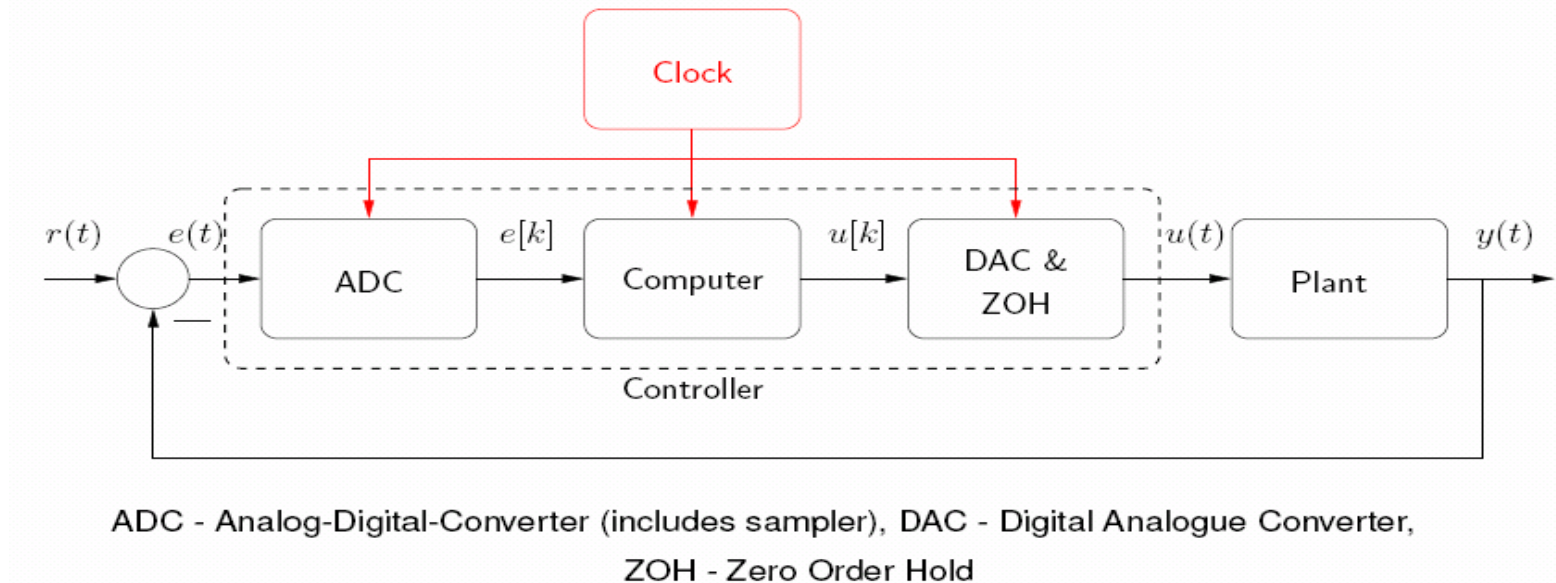 Clock
r(t)
e(t)
e[k]
u[k]
u(t)
y(t)
ADC
Computer
DAC &
ZOH
Plant
—
Controller
ADC - Analog-Digital-Converter (includes sampler), DAC - Digital Analogue Converter,
ZOH - Zero Order Hold